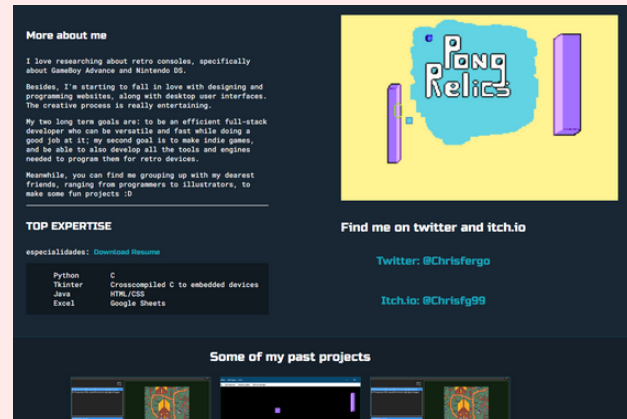 More about me
I love researching about retro consoles, specifically
about GameBoy Advance and Nintendo DS.
Besides, I'm starting to fall in love with designing and
programming websites, along with desktop user interfaces.
The creative process is really entertaining.
My two long term goals are: to be an efficient full-stack
developer who can be versatile and fast while doing a
good job at it; my second goal is to make indie games,
and be able to also develop all the tools and engines
needed to program them for retro devices.
Meanwhile, you can find me grouping up with my dearest
friends, ranging from programmers to illustrators, to
make some fun projects :D
TOP EXPERTISE
especialidades: Download Resume
Python C
Tkinter Crosscompiled C to embedded devices
Java HTML/CSS
Excel Google Sheets
Pong
Relics
Find me on twitter and itch.io
Twitter: @Chrisfergo
Itch.io: @Chrisfg99
Some of my past projects